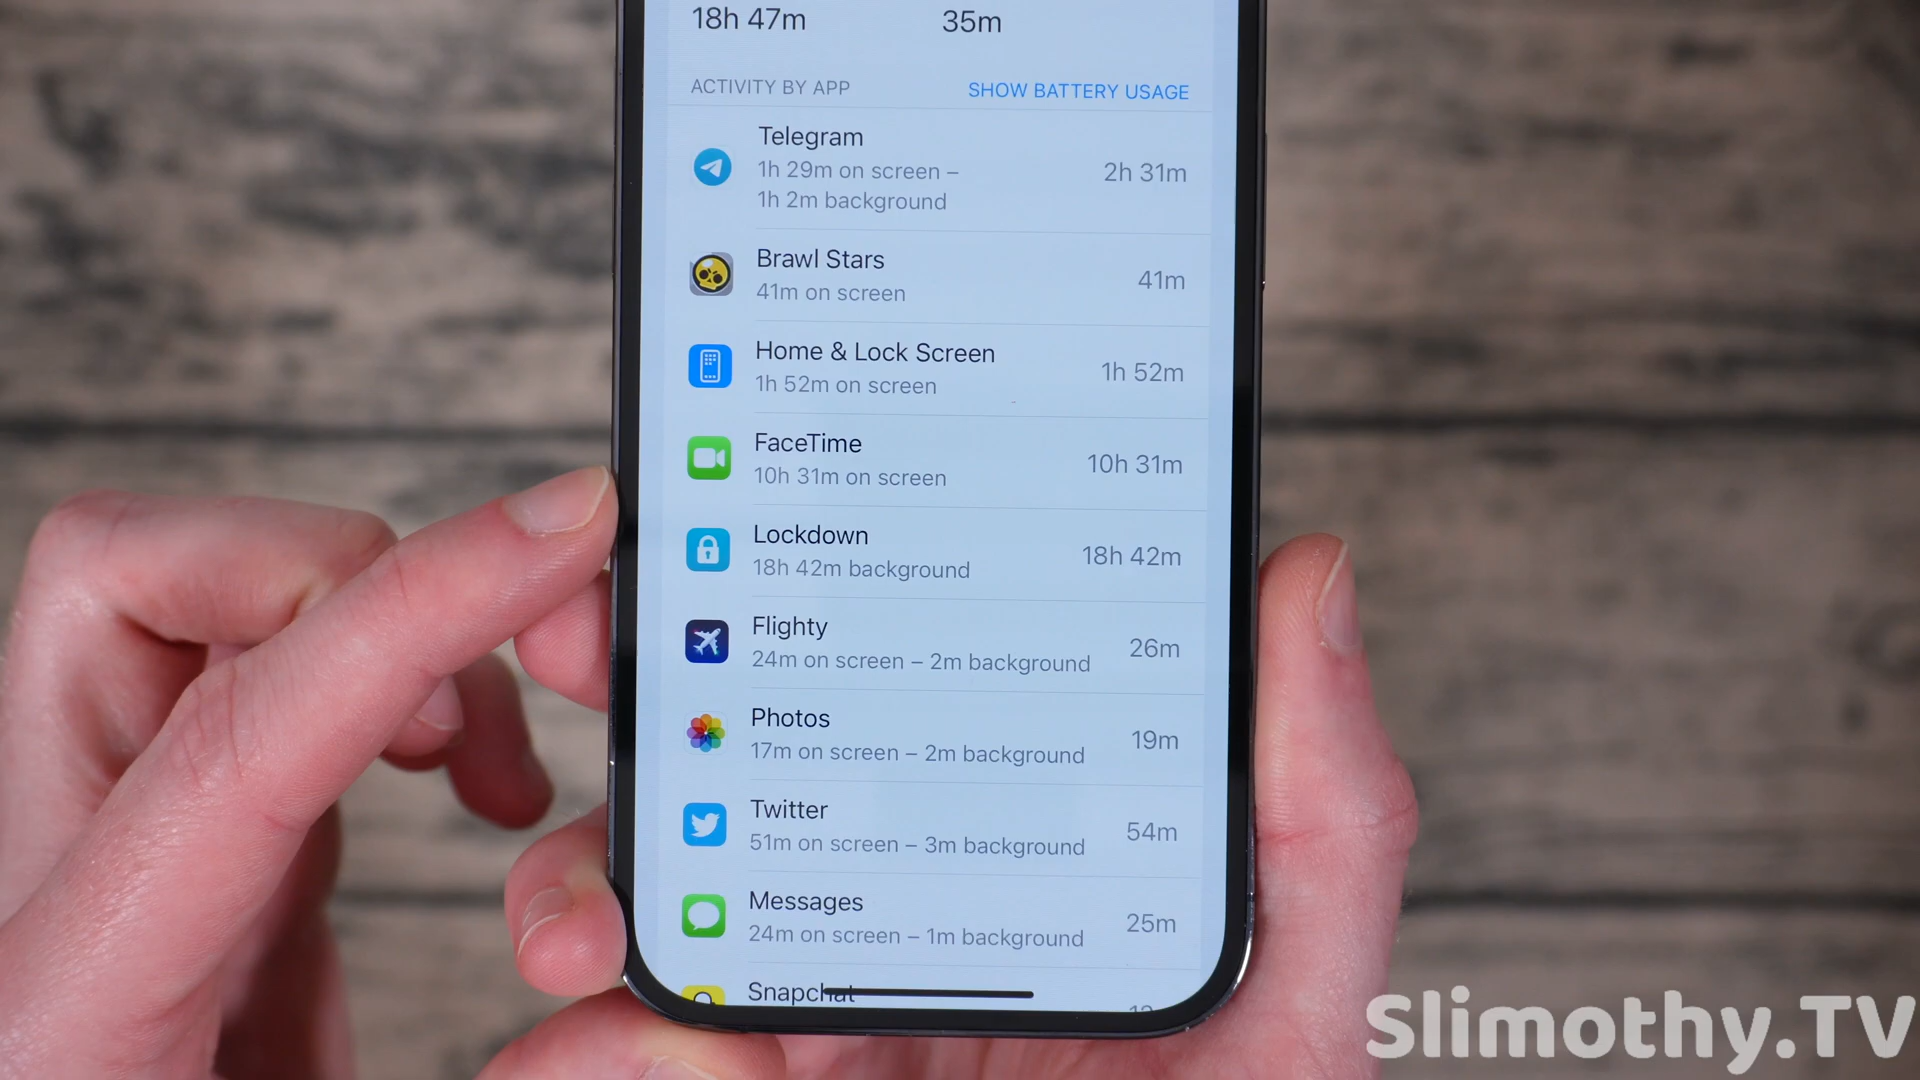 18h 47m 35m
ACTIVITY BY APP SHOW BATTERY USAGE
Telegram
1h 29m on screen –
1h 2m background
2h 31m
Brawl Stars
41m on screen
41m
Home & Lock Screen
1h 52m on screen
1h 52m
FaceTime
10h 31m on screen
10h 31m
Lockdown
18h 42m background
18h 42m
Flighty
24m on screen – 2m background
26m
Photos
17m on screen – 2m background
19m
Twitter
51m on screen – 3m background
54m
Messages
24m on screen – 1m background
25m
Snapchat
Slimothy.TV